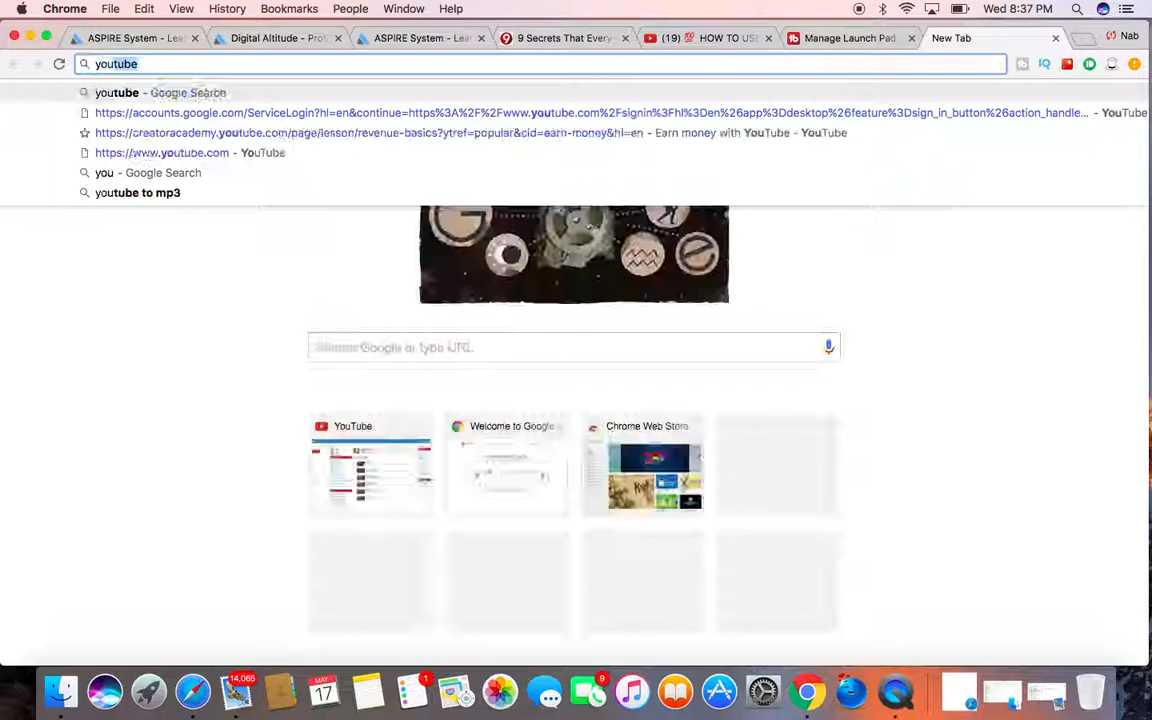 Chrome File Edit View History Bookmarks People Window Help Wed 8:37 PM
ASPIRE System - Lea Digital Altitude - Prof ASPIRE System - Lea 9 Secrets That Every (19) 💯 HOW TO USE Manage Launch Pad New Tab Nab
youtube IQ
youtube - Google Search
https://accounts.google.com/ServiceLogin?hl=en&continue=https%3A%2F%2Fwww.youtube.com%2Fsignin%3Fhl%3Den%26app%3Ddesktop%26feature%3Dsign_in_button%26action_handle... - YouTube
https://creatoracademy.youtube.com/page/lesson/revenue-basics?ytref=popular&cid=earn-money&hl=en - Earn money with YouTube - YouTube
https://www.youtube.com - YouTube
you - Google Search
youtube to mp3
Google or type URL
YouTube Welcome to Google Chrome Web Store
14,065 MAY 17 1 9